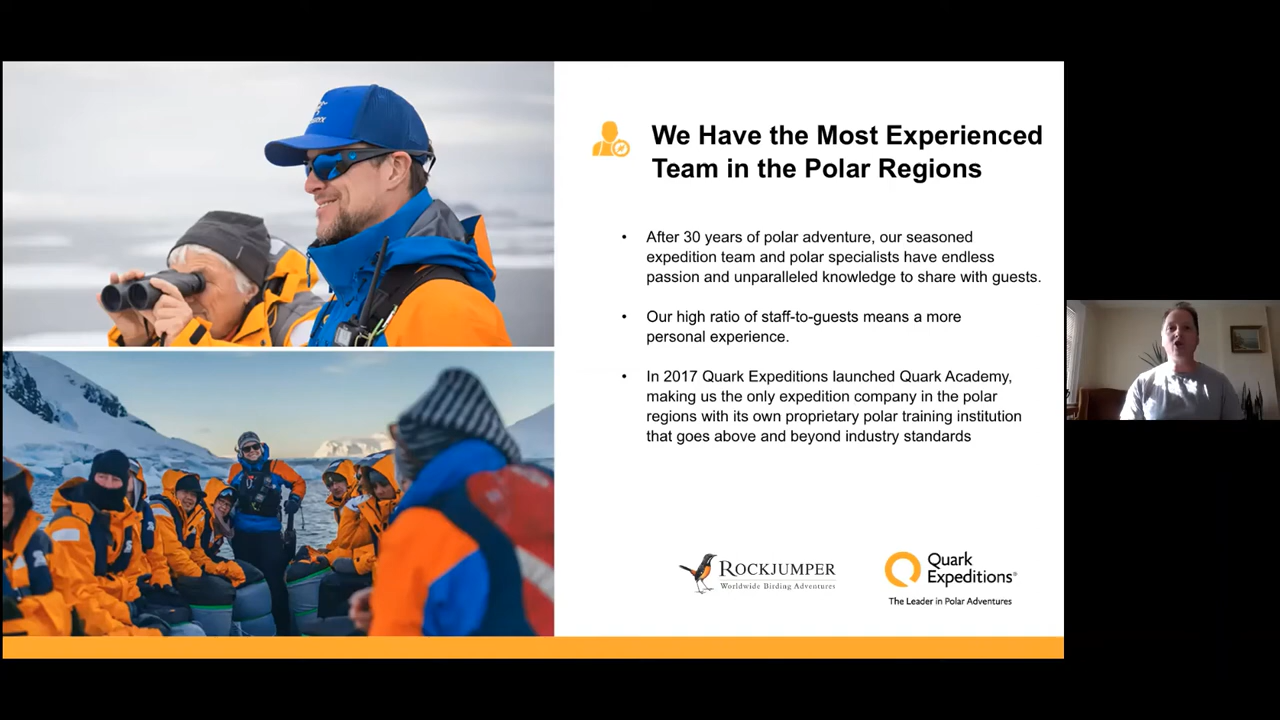 We Have the Most Experienced
Team in the Polar Regions
• After 30 years of polar adventure, our seasoned
expedition team and polar specialists have endless
passion and unparalleled knowledge to share with guests.
• Our high ratio of staff-to-guests means a more
personal experience.
• In 2017 Quark Expeditions launched Quark Academy,
making us the only expedition company in the polar
regions with its own proprietary polar training institution
that goes above and beyond industry standards
ROCKJUMPER
Worldwide Birding Adventures
Quark
Expeditions®
The Leader in Polar Adventures